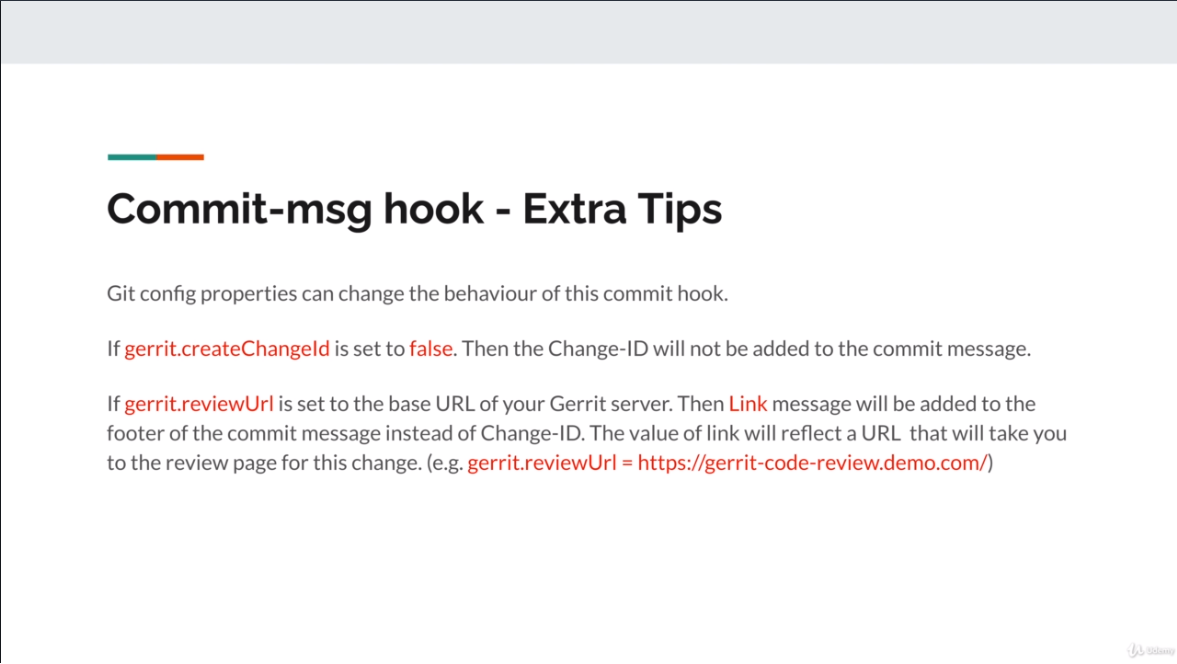 Commit-msg hook - Extra Tips
Git config properties can change the behaviour of this commit hook.
If gerrit.createChangeId is set to false. Then the Change-ID will not be added to the commit message.
If gerrit.reviewUrl is set to the base URL of your Gerrit server. Then Link message will be added to the
footer of the commit message instead of Change-ID. The value of link will reflect a URL that will take you
to the review page for this change. (e.g. gerrit.reviewUrl = https://gerrit-code-review.demo.com/)
Udemy